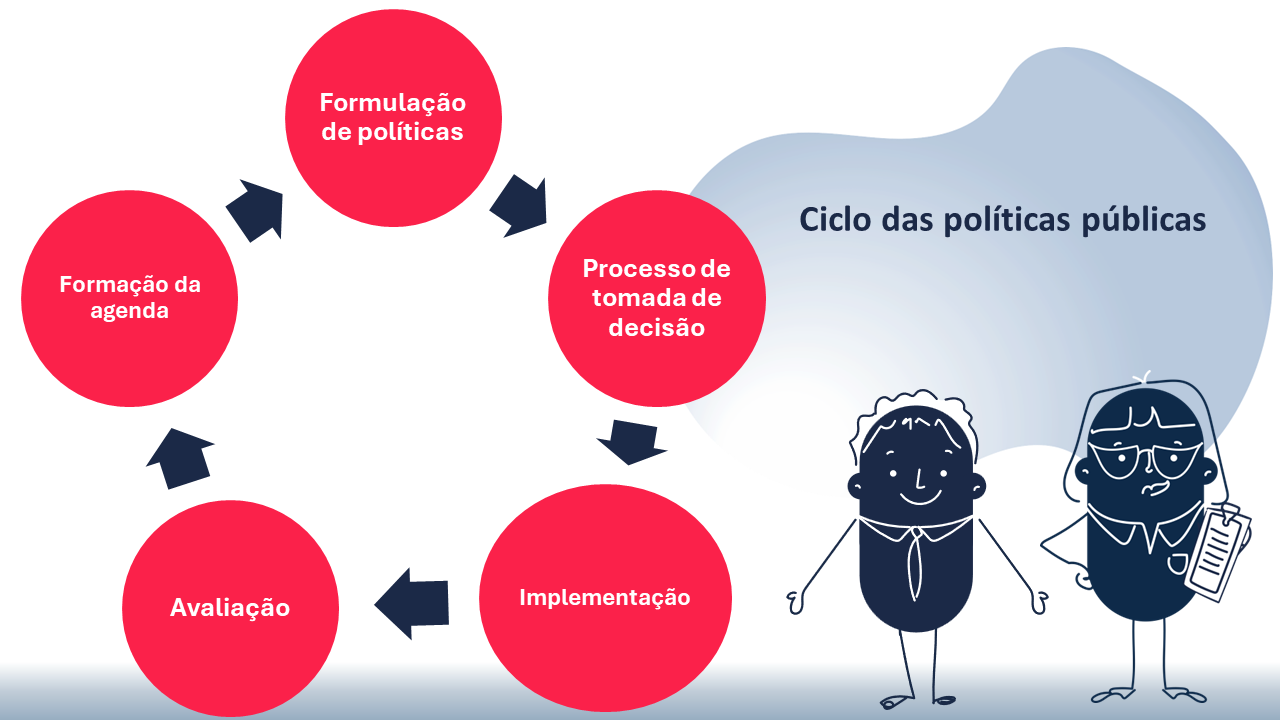 Formulação
de políticas
Ciclo das políticas públicas
Formação da
agenda
Processo de
tomada de
decisão
Avaliação
Implementação